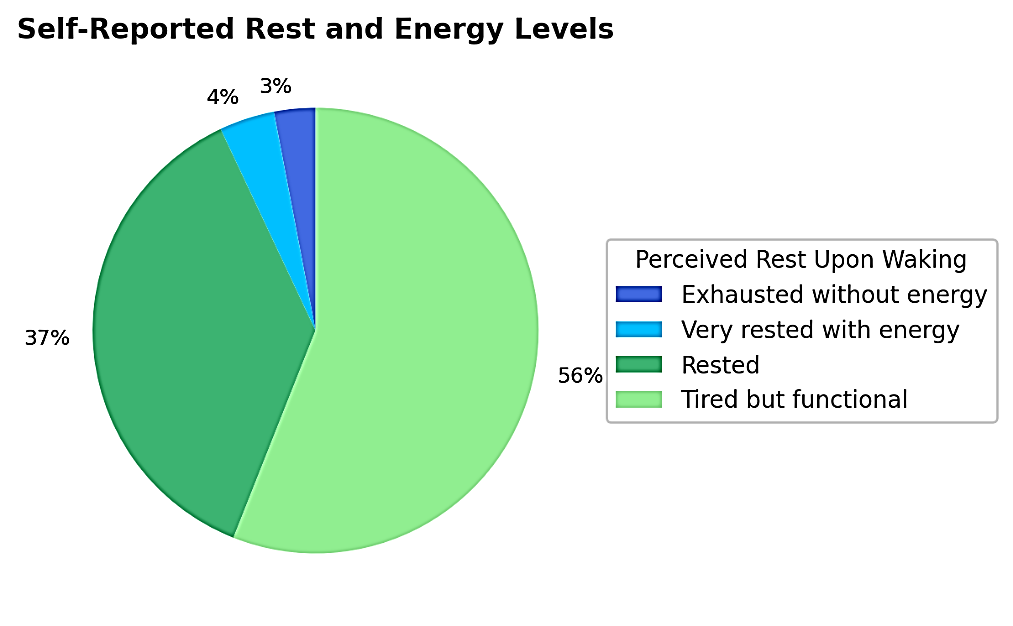 Self-Reported Rest and Energy Levels
3%
4%
37%
56%
Perceived Rest Upon Waking
Exhausted without energy
Very rested with energy
Rested
Tired but functional